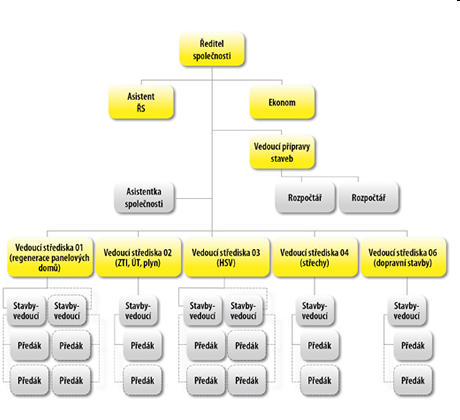 Ředitel
společnosti
Asistent
ŘS
Ekonom
Vedoucí přípravy
staveb
Asistentka
společnosti
Rozpočtář
Rozpočtář
Vedoucí střediska 01
(regenerace panelových
domů)
Vedoucí střediska 02
(ZTI, ÚT, plyn)
Vedoucí střediska 03
(HSV)
Vedoucí střediska 04
(střechy)
Vedoucí střediska 06
(dopravní stavby)
Stavby-
vedoucí
Stavby-
vedoucí
Stavby-
vedoucí
Stavby-
vedoucí
Stavby-
vedoucí
Stavby-
vedoucí
Stavby-
vedoucí
Předák
Předák
Předák
Předák
Předák
Předák
Předák
Předák
Předák
Předák
Předák
Předák
Předák
Předák